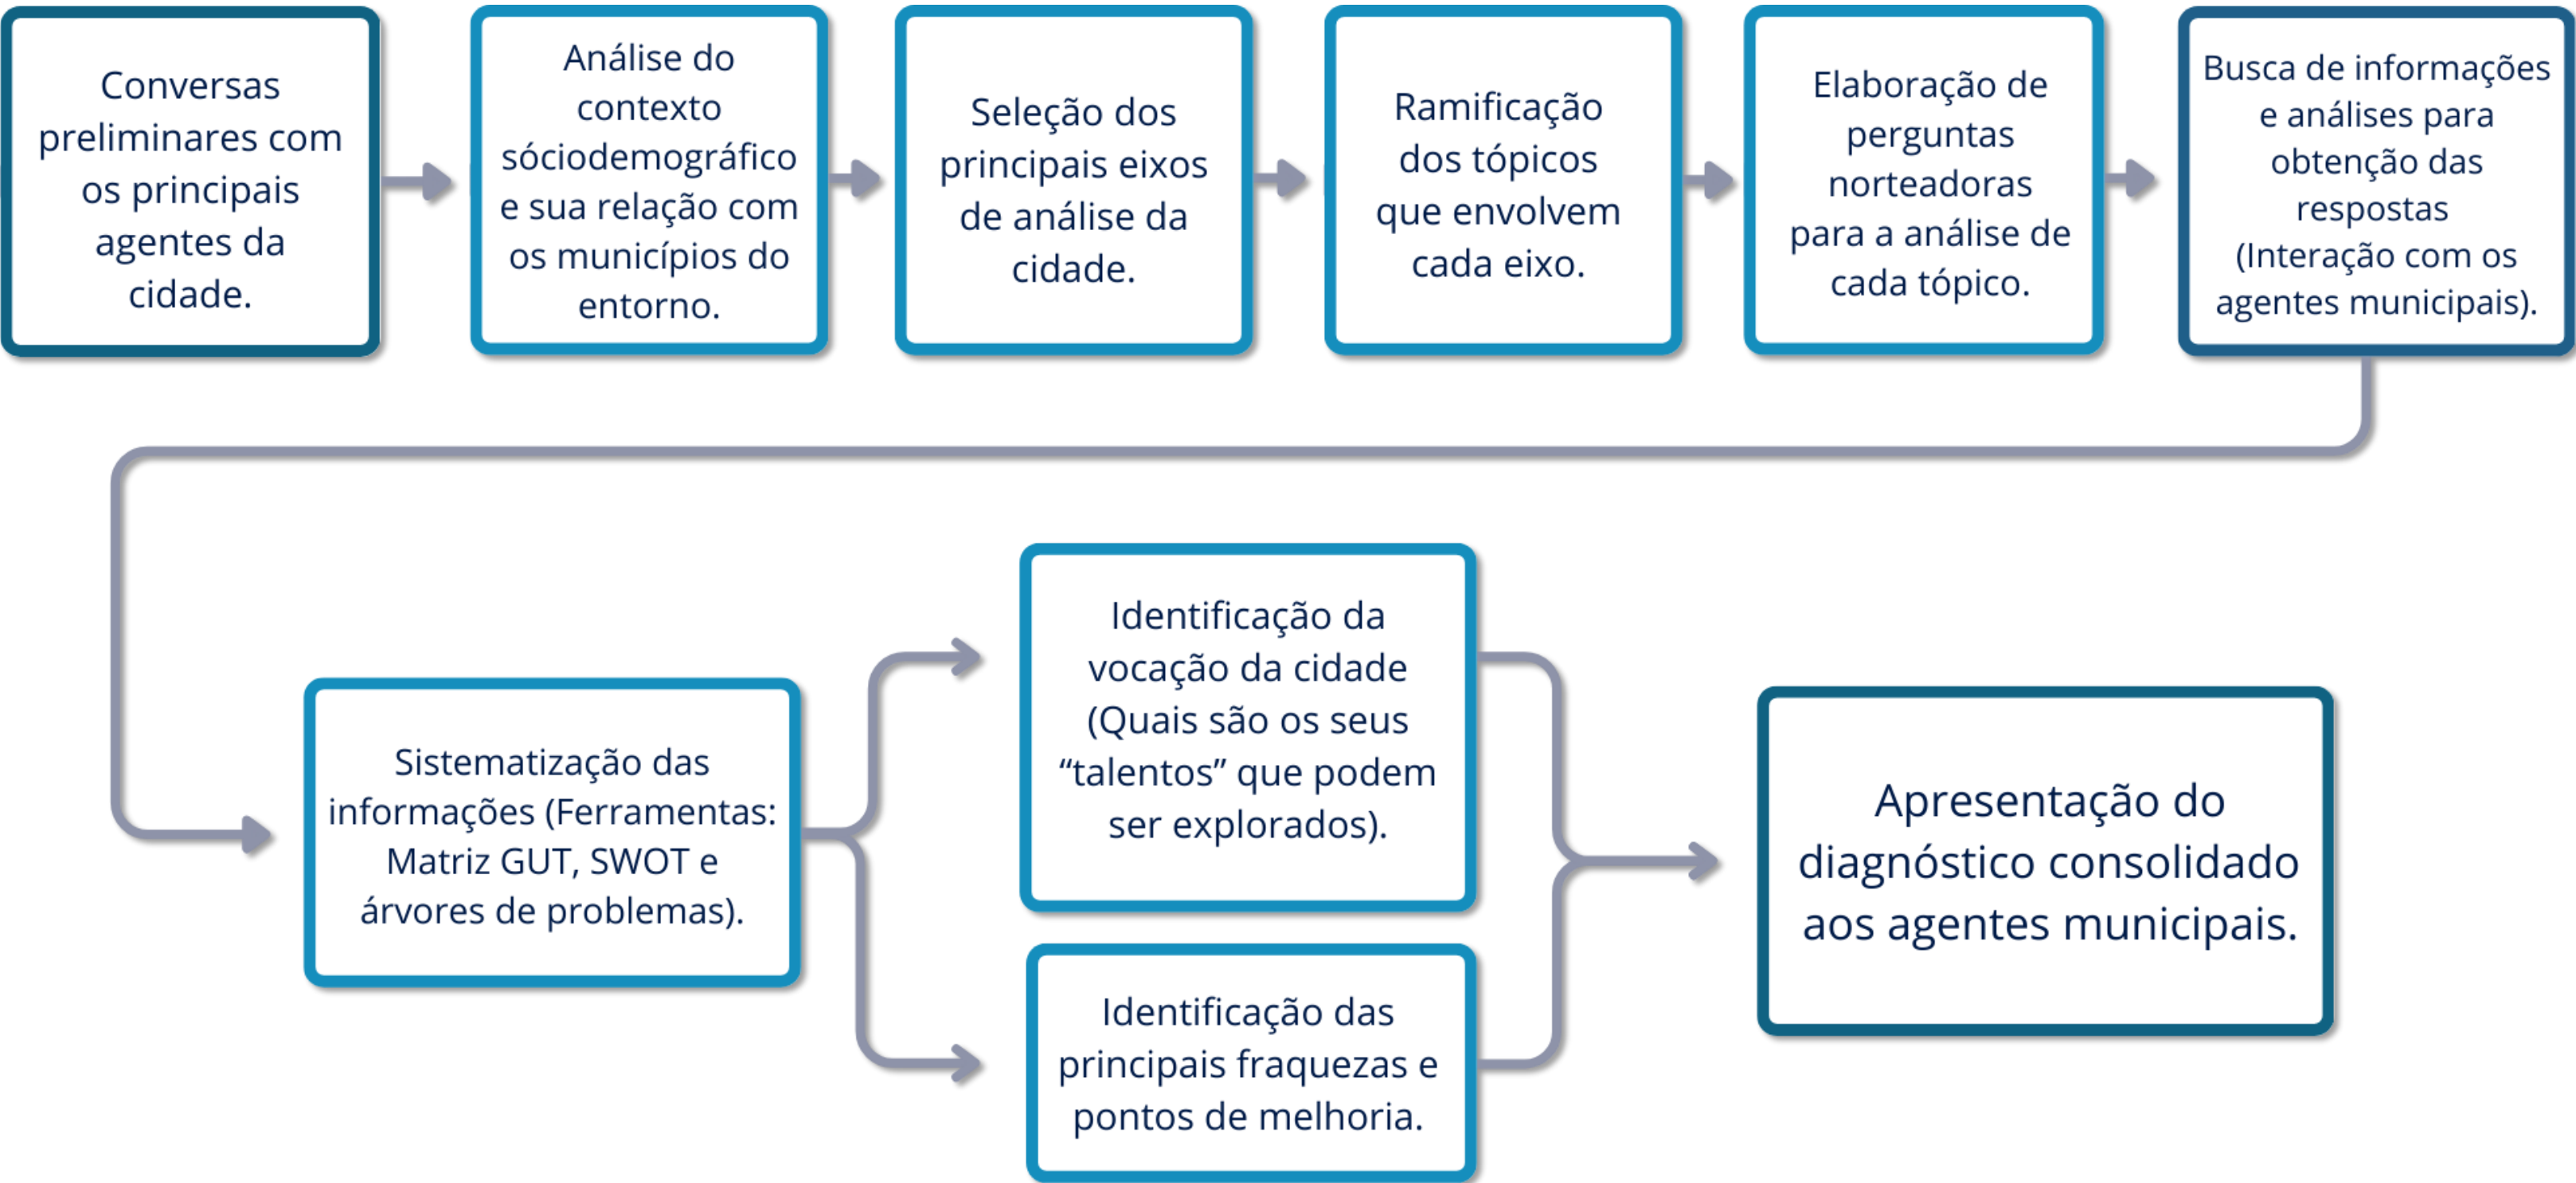 Conversas
preliminares com
os principais
agentes da
cidade.
Análise do
contexto
sóciodemográfico
e sua relação com
os municípios do
entorno.
Seleção dos
principais eixos
de análise da
cidade.
Ramificação
dos tópicos
que envolvem
cada eixo.
Elaboração de
perguntas
norteadoras
para a análise de
cada tópico.
Busca de informações
e análises para
obtenção das
respostas
(Interação com os
agentes municipais).
Sistematização das
informações (Ferramentas:
Matriz GUT, SWOT e
árvores de problemas).
Identificação da
vocação da cidade
(Quais são os seus
“talentos” que podem
ser explorados).
Identificação das
principais fraquezas e
pontos de melhoria.
Apresentação do
diagnóstico consolidado
aos agentes municipais.